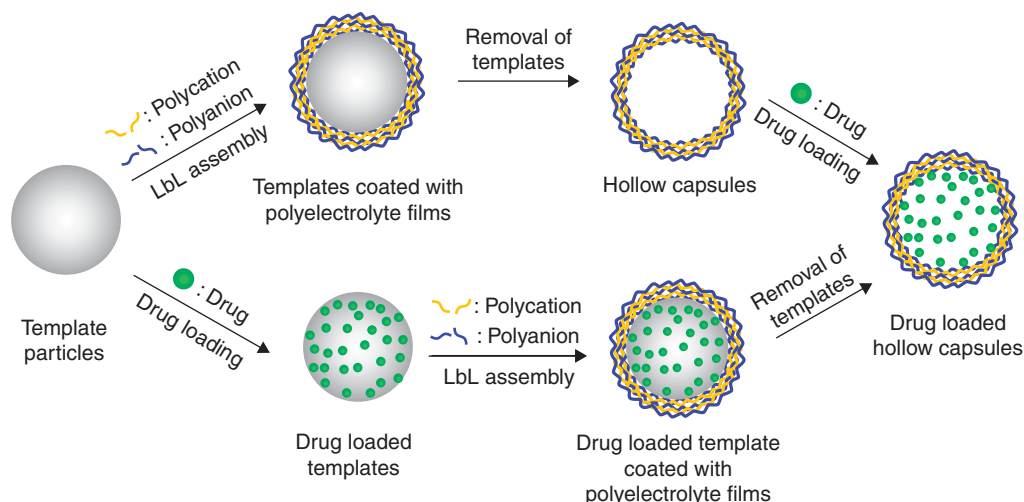 : Polycation
: Polyanion
LbL assembly
Templates coated with
polyelectrolyte films
Removal of
templates
Hollow capsules
: Drug
Drug loading
Template
particles
: Drug
Drug loading
Drug loaded
templates
: Polycation
: Polyanion
LbL assembly
Drug loaded template
coated with
polyelectrolyte films
Removal of
templates
Drug loaded
hollow capsules